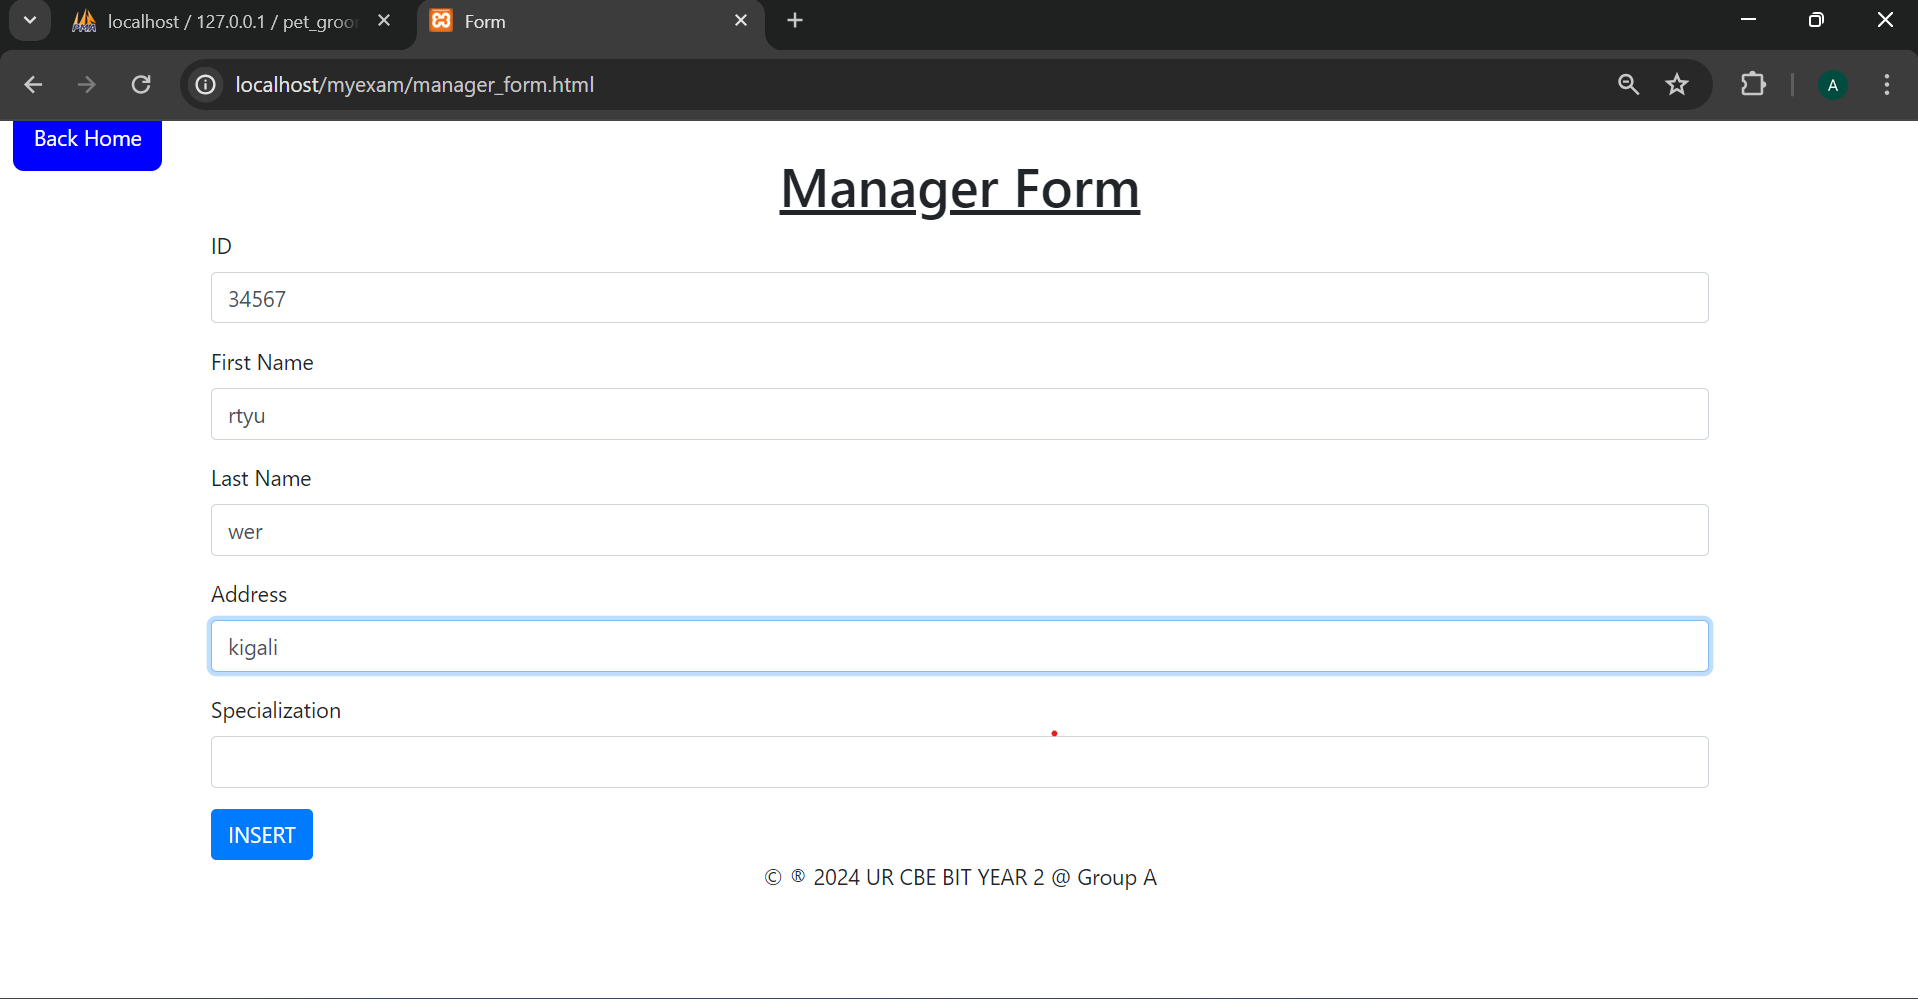 localhost / 127.0.0.1 / pet_groo
Form
localhost/myexam/manager_form.html
A
Back Home
Manager Form
ID
34567
First Name
rtyu
Last Name
wer
Address
kigali
Specialization
INSERT
© ® 2024 UR CBE BIT YEAR 2 @ Group A